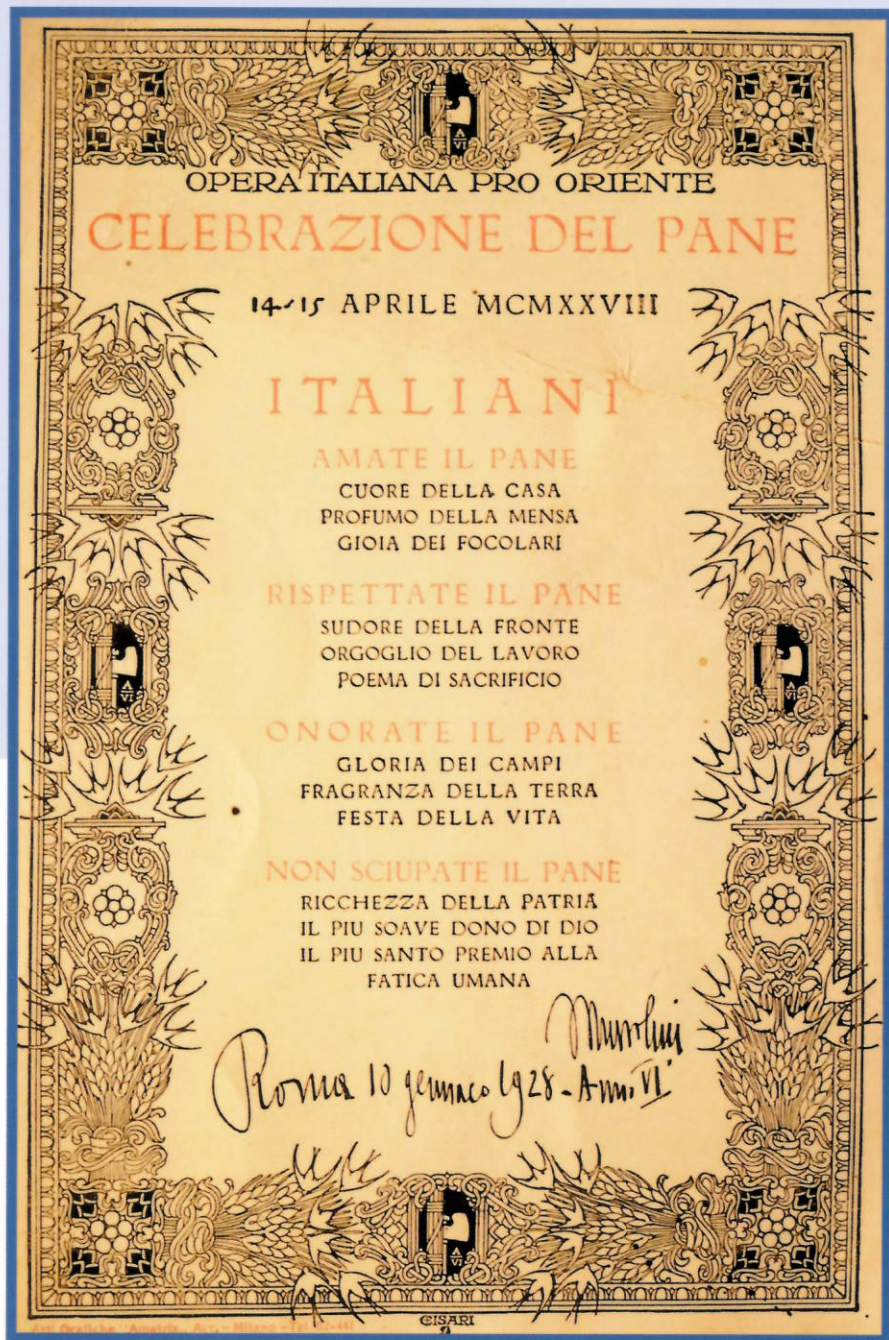 OPERA ITALIANA PRO ORIENTE
CELEBRAZIONE DEL PANE
14-15 APRILE MCMXXVIII
ITALIANI
AMATE IL PANE
CUORE DELLA CASA
PROFUMO DELLA MENSA
GIOIA DEI FOCOLARI
RISPETTATE IL PANE
SUDORE DELLA FRONTE
ORGOGLIO DEL LAVORO
POEMA DI SACRIFICIO
ONORATE IL PANE
GLORIA DEI CAMPI
FRAGRANZA DELLA TERRA
FESTA DELLA VITA
NON SCIUPATE IL PANE
RICCHEZZA DELLA PATRIA
IL PIU SOAVE DONO DI DIO
IL PIU SANTO PREMIO ALLA
FATICA UMANA
Mussolini
Roma 10 gennaio 1928 - Anno VI
CISARI
Arti Grafiche - Milano